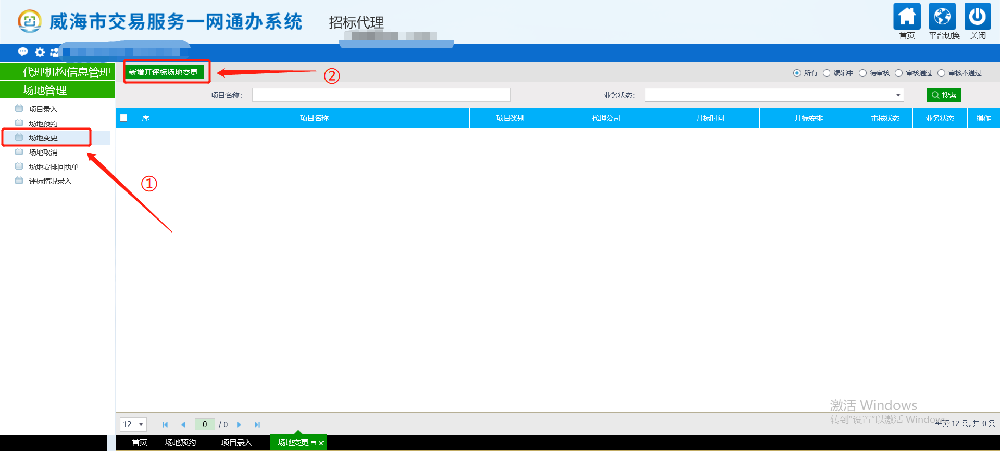 威海市交易服务一网通办系统
招标代理
首页
平台切换
关闭
代理机构信息管理
场地管理
项目录入
场地预约
场地变更
场地取消
场地安排回执单
评标情况录入
①
新增开评标场地变更
②
所有 编辑中 待审核 审核通过 审核不通过
项目名称：
业务状态：
搜索
序 项目名称 项目类别 代理公司 开标时间 开标安排 审核状态 业务状态 操作
激活 Windows
转到"设置"以激活 Windows。
12 0 / 0
每页 12 条, 共 0 条
首页 场地预约 项目录入 场地变更